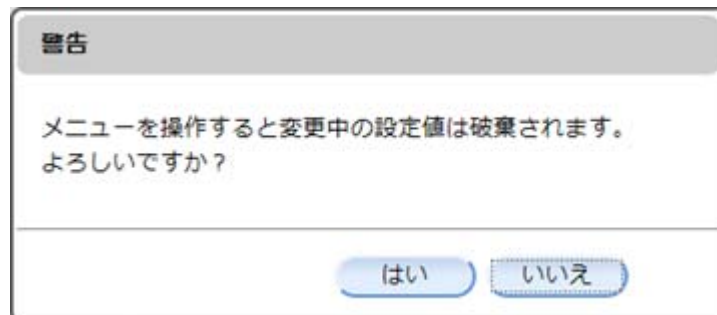 警告
メニューを操作すると変更中の設定値は破棄されます。
よろしいですか？
はい
いいえ